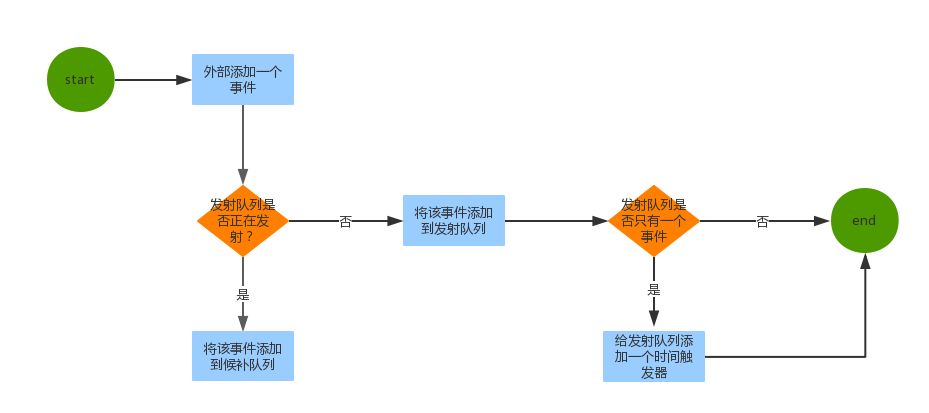 start
外部添加一个
事件
发射队列是
否正在发
射？
否
将该事件添加
到发射队列
发射队列是
否只有一个
事件
否
end
是
将该事件添加
到候补队列
是
给发射队列添
加一个时间触
发器